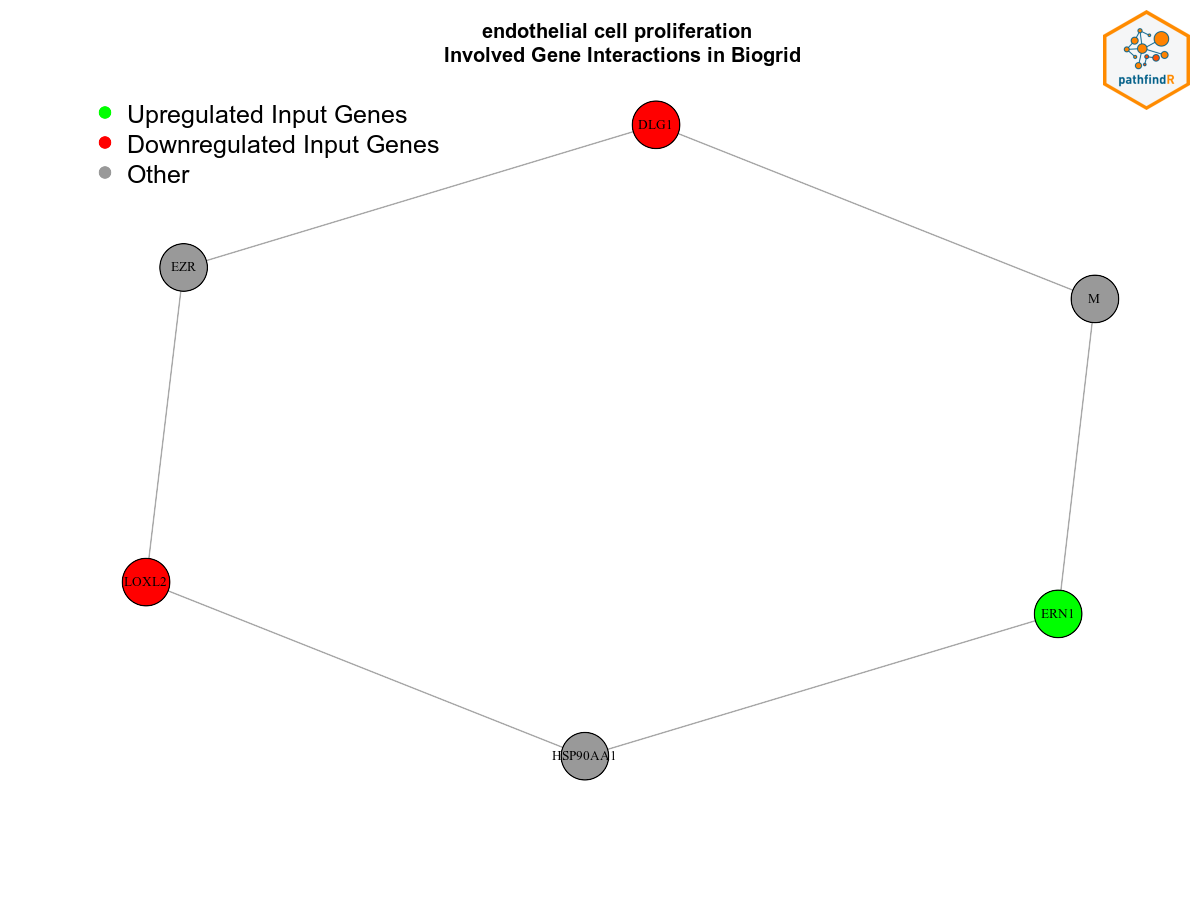 endothelial cell proliferation
Involved Gene Interactions in Biogrid
pathfindR
Upregulated Input Genes
Downregulated Input Genes
Other
DLG1
EZR
M
LOXL2
ERN1
HSP90AA1